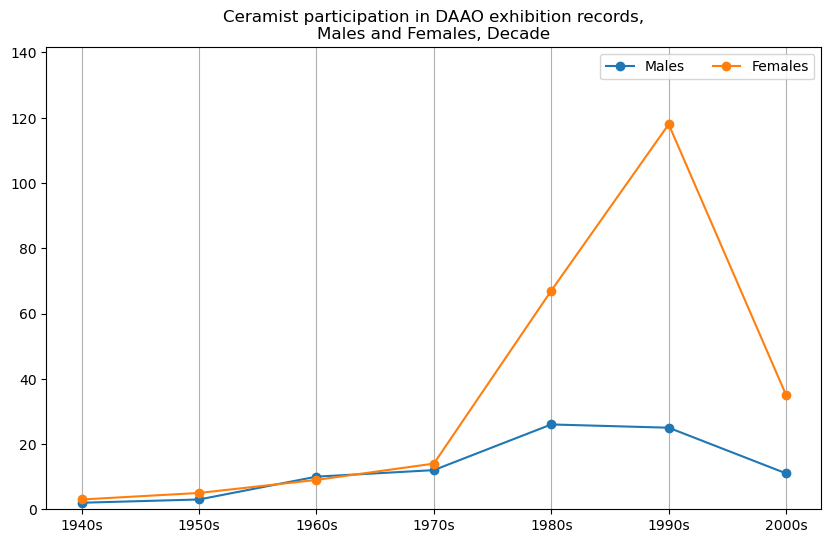 Ceramist participation in DAAO exhibition records,
Males and Females, Decade
Males
Females
140
120
100
80
60
40
20
0
1940s
1950s
1960s
1970s
1980s
1990s
2000s